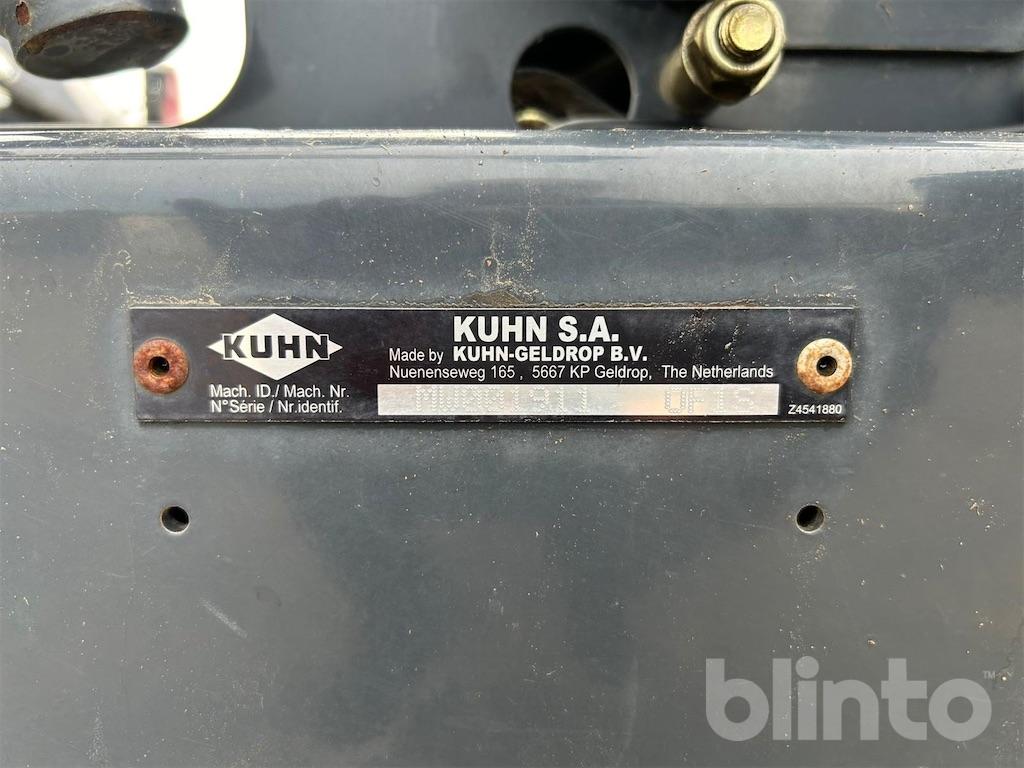 KUHN
KUHN S.A.
Made by KUHN-GELDROP B.V.
Nuenenseweg 165 , 5667 KP Geldrop, The Netherlands
Mach. ID./ Mach. Nr.
N° Série / Nr.identif.
Z4541880
blinto™